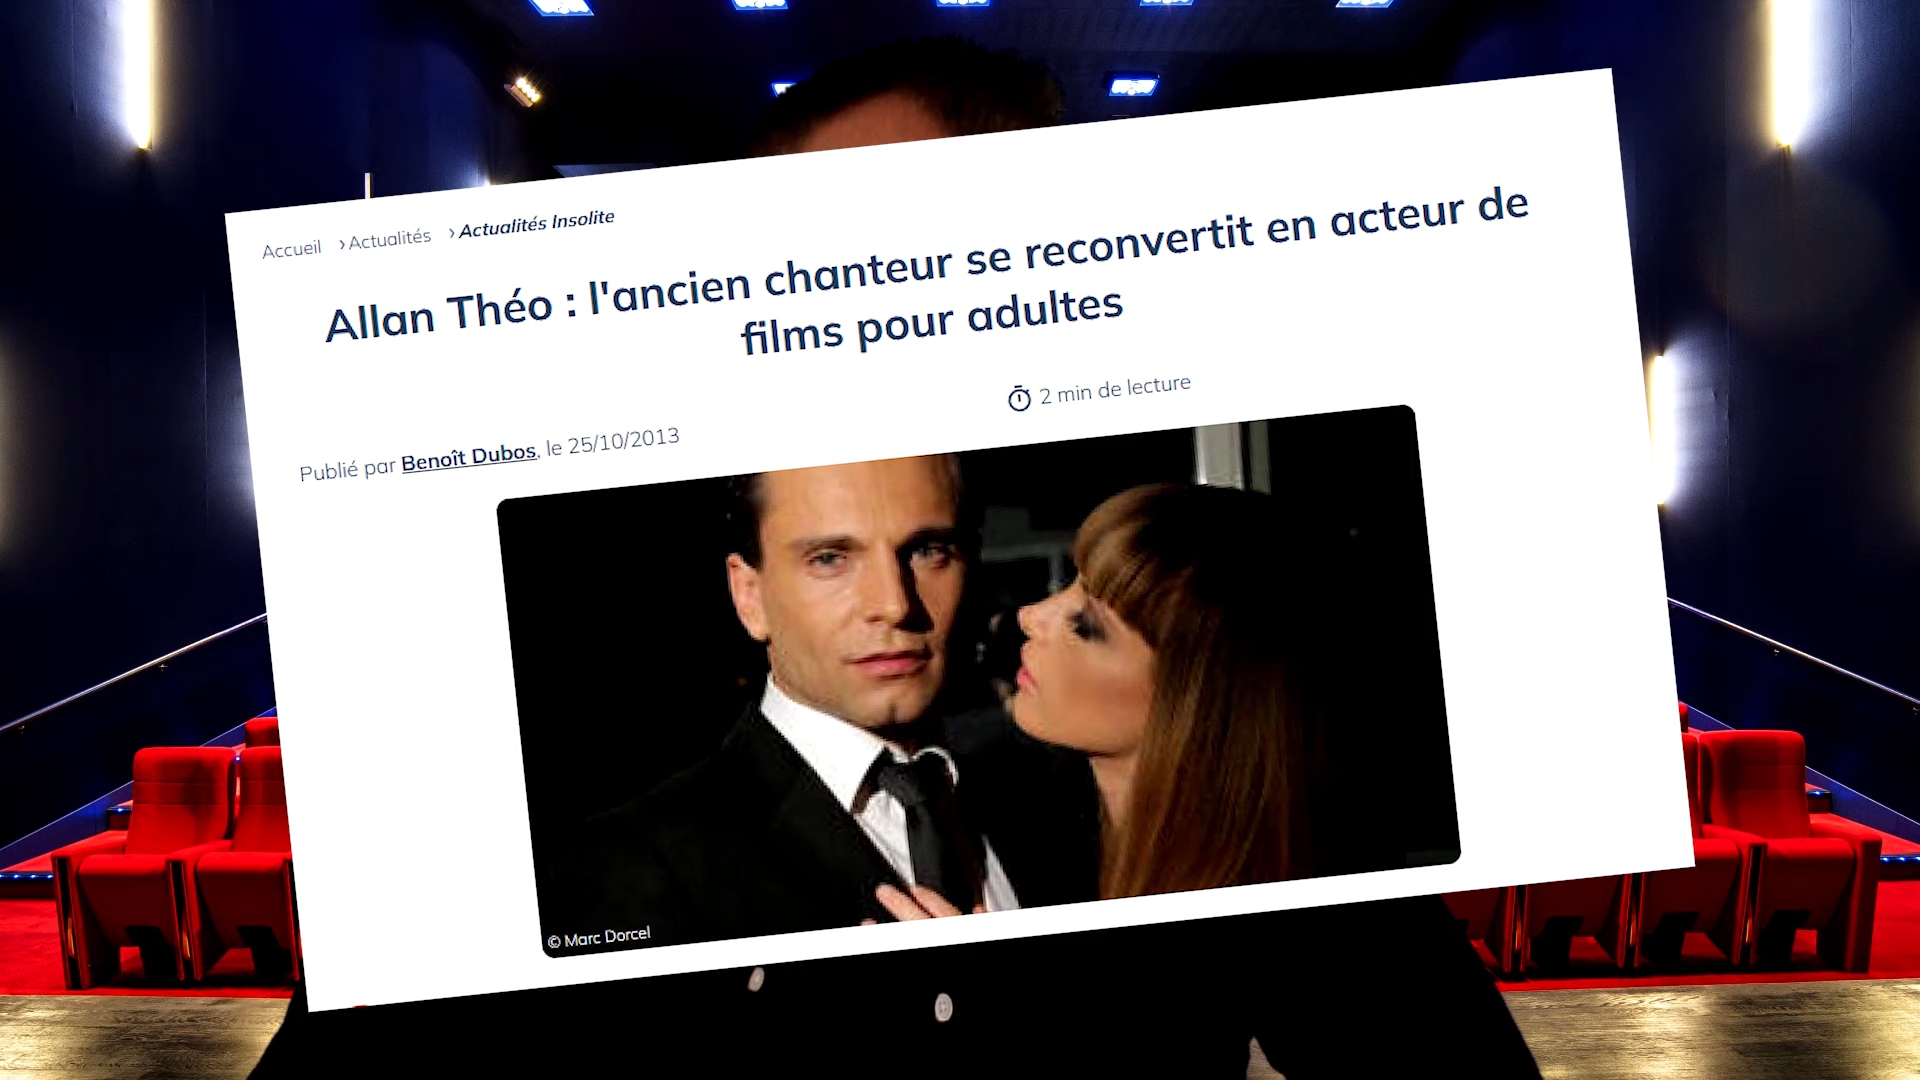 Accueil › Actualités › Actualités Insolite
Allan Théo : l'ancien chanteur se reconvertit en acteur de
films pour adultes
2 min de lecture
Publié par Benoît Dubos, le 25/10/2013
© Marc Dorcel